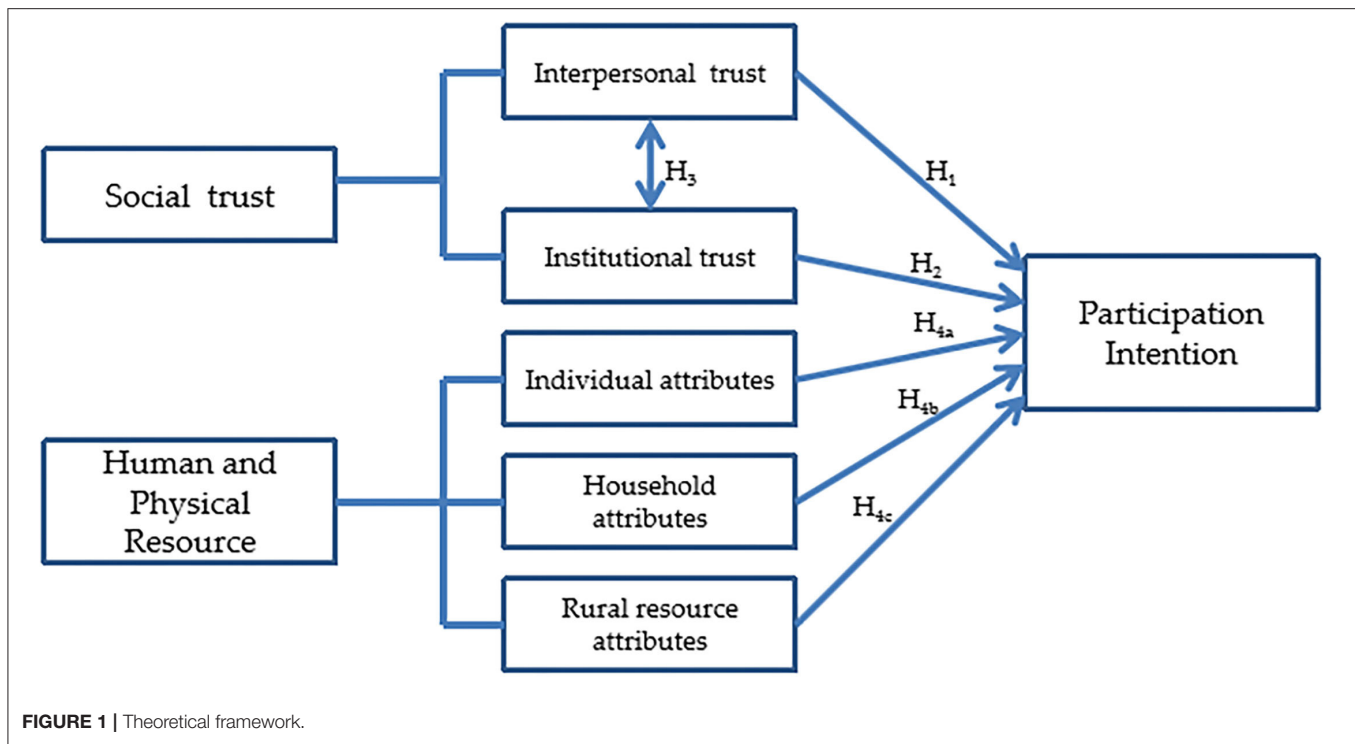 Interpersonal trust
H₁
H₃
Social trust
Institutional trust
H₂
Participation
Intention
H₄ₐ
Individual attributes
H₄b
Human and
Physical
Resource
Household
attributes
H₄c
Rural resource
attributes
FIGURE 1 | Theoretical framework.